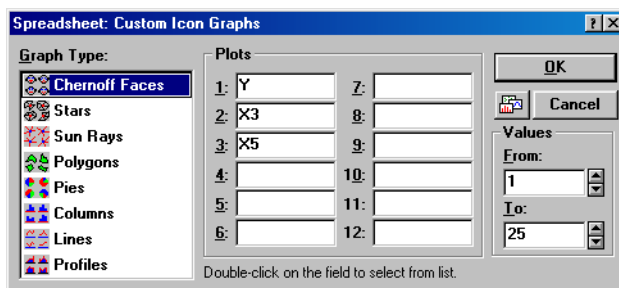 Spreadsheet: Custom Icon Graphs
Graph Type:
Chernoff Faces
Stars
Sun Rays
Polygons
Pies
Columns
Lines
Profiles
Plots
1: Y
2: X3
3: X5
4:
5:
6:
7:
8:
9:
10:
11:
12:
Double-click on the field to select from list.
OK
Cancel
Values
From:
1
To:
25